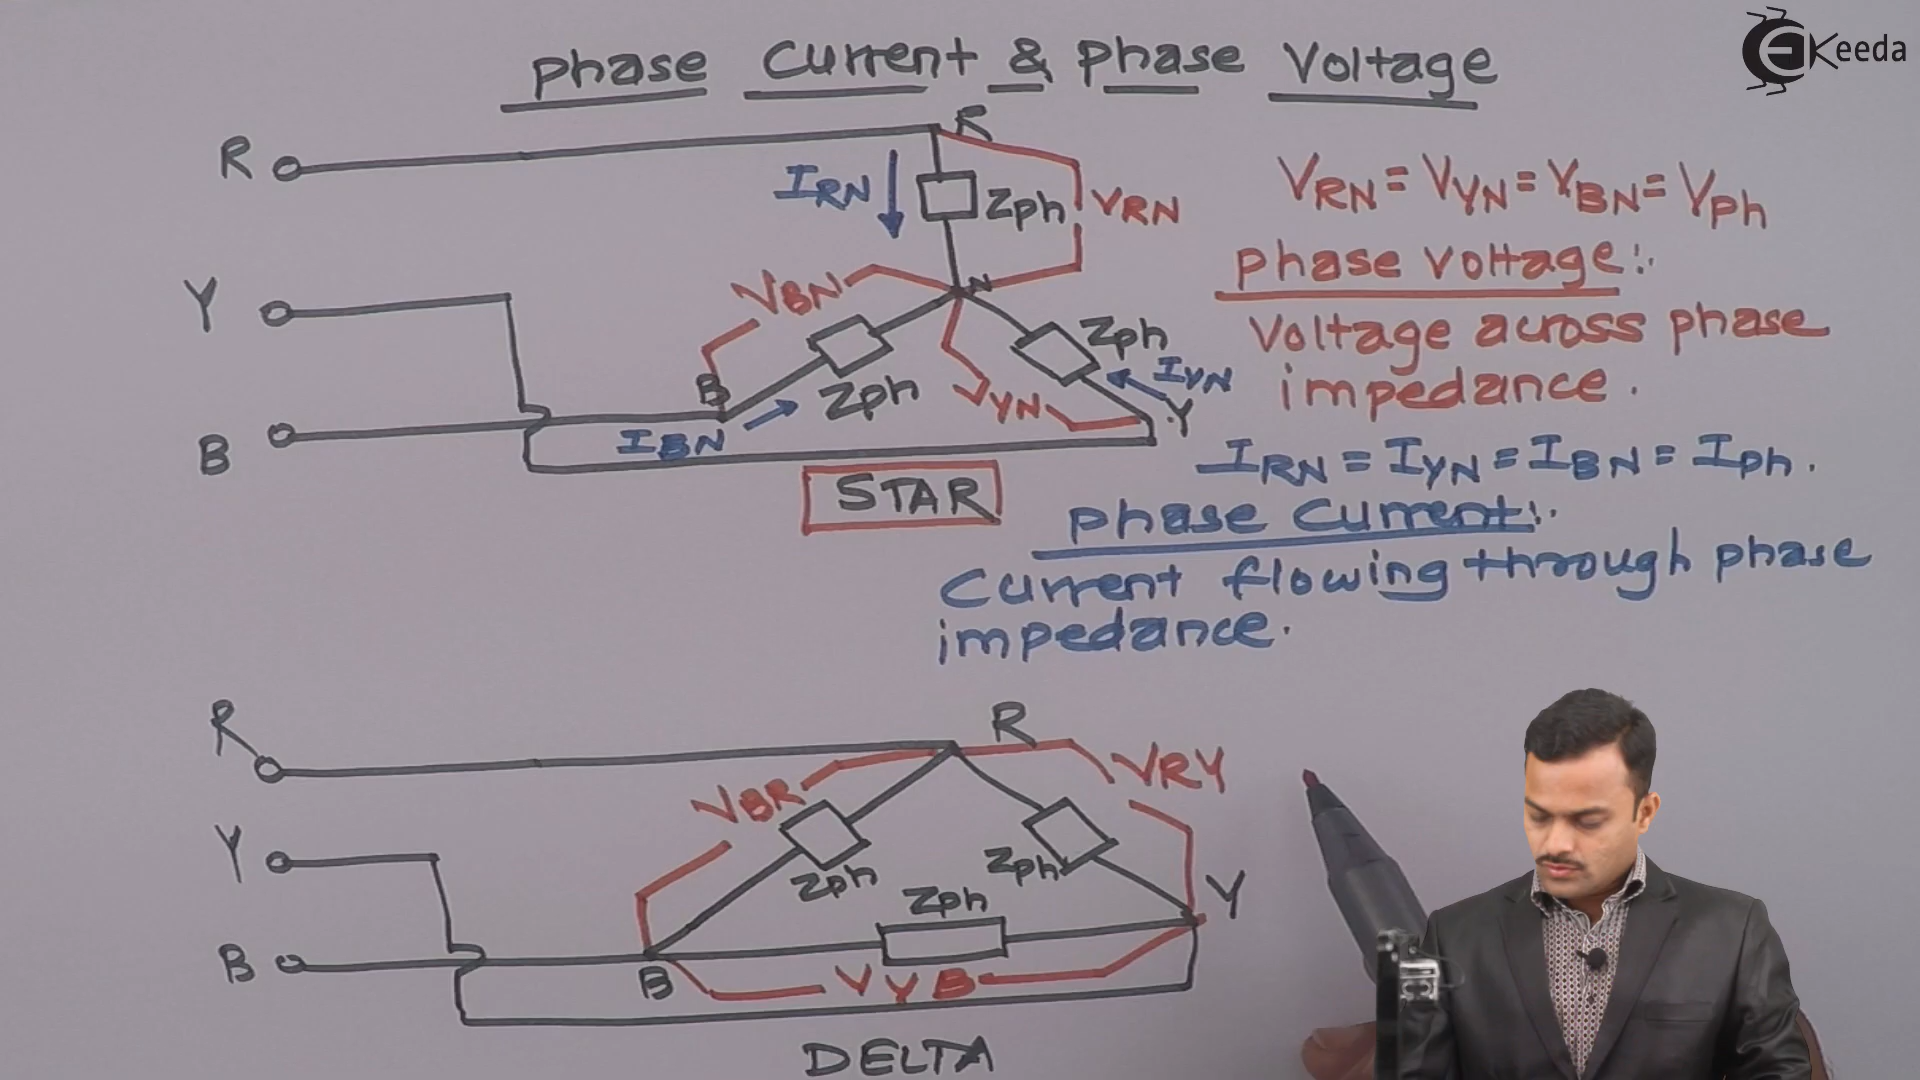 Phase Current & Phase Voltage
EKeeda
R
R
IRN
Zph
VRN
VRN = VYN = VBN = Vph
Phase Voltage:
Voltage across phase
impedance.
Y
VBN
N
Zph
IYN
B
Zph
VYN
Y
B
IBN
STAR
IRN = IYN = IBN = Iph.
Phase Current:
Current flowing through phase
impedance.
R
R
VBR
VRY
Y
Zph
Zph
Zph
Y
B
B
VYB
DELTA